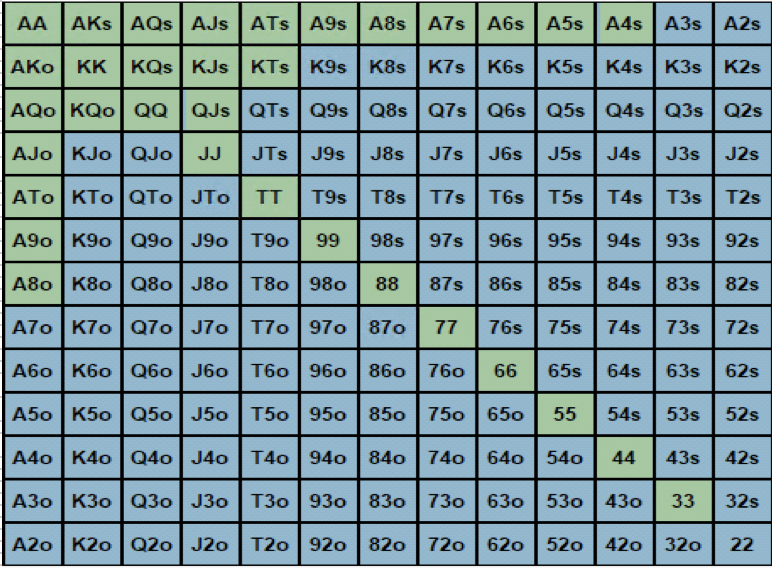 AA AKs AQs AJs ATs A9s A8s A7s A6s A5s A4s A3s A2s
AKo KK KQs KJs KTs K9s K8s K7s K6s K5s K4s K3s K2s
AQo KQo QQ QJs QTs Q9s Q8s Q7s Q6s Q5s Q4s Q3s Q2s
AJo KJo QJo JJ JTs J9s J8s J7s J6s J5s J4s J3s J2s
ATo KTo QTo JTo TT T9s T8s T7s T6s T5s T4s T3s T2s
A9o K9o Q9o J9o T9o 99 98s 97s 96s 95s 94s 93s 92s
A8o K8o Q8o J8o T8o 98o 88 87s 86s 85s 84s 83s 82s
A7o K7o Q7o J7o T7o 97o 87o 77 76s 75s 74s 73s 72s
A6o K6o Q6o J6o T6o 96o 86o 76o 66 65s 64s 63s 62s
A5o K5o Q5o J5o T5o 95o 85o 75o 65o 55 54s 53s 52s
A4o K4o Q4o J4o T4o 94o 84o 74o 64o 54o 44 43s 42s
A3o K3o Q3o J3o T3o 93o 83o 73o 63o 53o 43o 33 32s
A2o K2o Q2o J2o T2o 92o 82o 72o 62o 52o 42o 32o 22